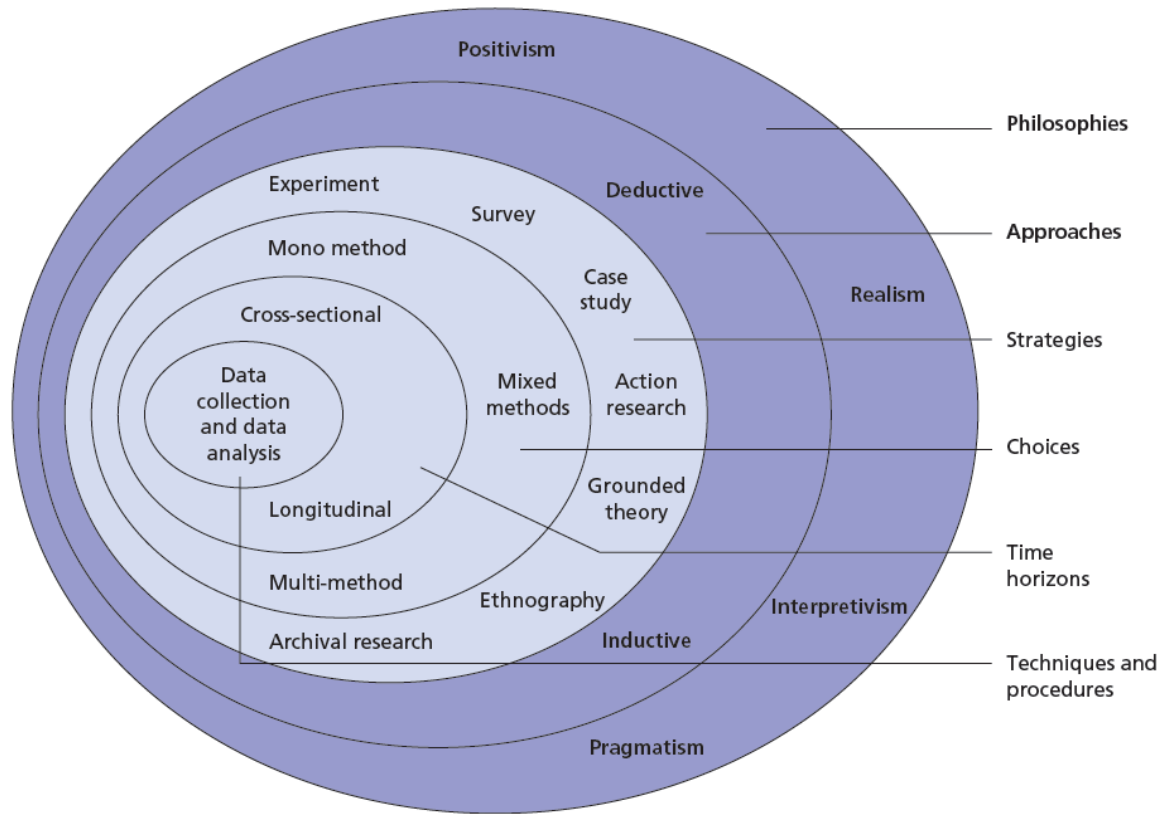 Positivism
Philosophies
Experiment
Deductive
Survey
Approaches
Mono method
Case
study
Realism
Cross-sectional
Strategies
Data
collection
and data
analysis
Mixed
methods
Action
research
Choices
Grounded
theory
Longitudinal
Time
horizons
Multi-method
Ethnography
Interpretivism
Archival research
Inductive
Techniques and
procedures
Pragmatism